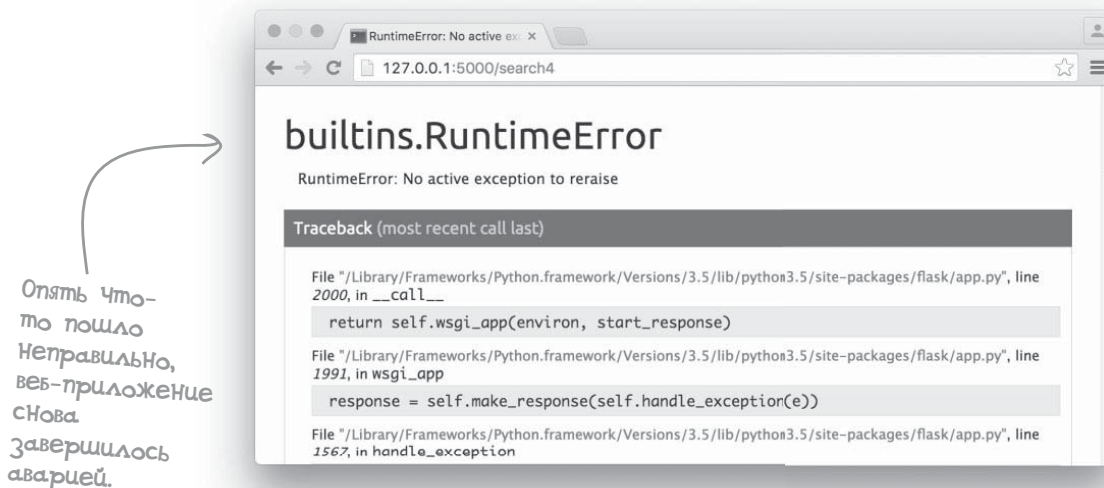 RuntimeError: No active exc
127.0.0.1:5000/search4
builtins.RuntimeError
RuntimeError: No active exception to reraise
Traceback (most recent call last)
File "/Library/Frameworks/Python.framework/Versions/3.5/lib/python3.5/site-packages/flask/app.py", line
2000, in __call__
return self.wsgi_app(environ, start_response)
File "/Library/Frameworks/Python.framework/Versions/3.5/lib/python3.5/site-packages/flask/app.py", line
1991, in wsgi_app
response = self.make_response(self.handle_exception(e))
File "/Library/Frameworks/Python.framework/Versions/3.5/lib/python3.5/site-packages/flask/app.py", line
1567, in handle_exception
Опять что-
то пошло
неправильно,
веб-приложение
снова
завершилось
аварией.